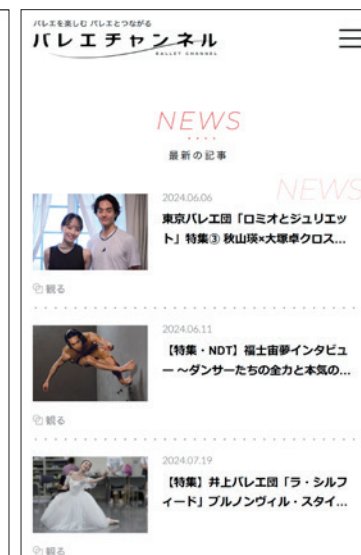 バレエを楽しむ バレエとつながる
バレエチャンネル
BALLET CHANNEL
NEWS
最新の記事
NEWS
2024.06.06
東京バレエ団「ロミオとジュリエッ
ト」特集③ 秋山瑛×大塚卓クロス...
観る
2024.06.11
【特集・NDT】福士宙夢インタビュ
ー ～ダンサーたちの全力と本気の...
観る
2024.07.19
【特集】井上バレエ団「ラ・シルフ
ィード」ブルノンヴィル・スタイ...
観る